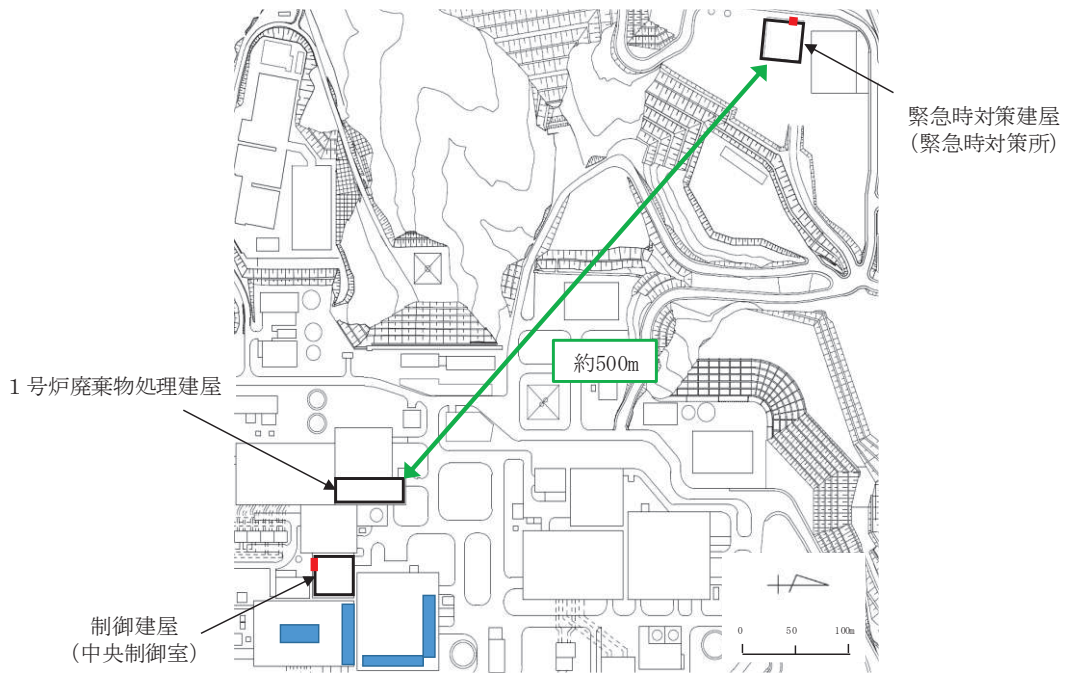 緊急時対策建屋
（緊急時対策所）
約500m
１号炉廃棄物処理建屋
制御建屋
（中央制御室）
0 50 100m